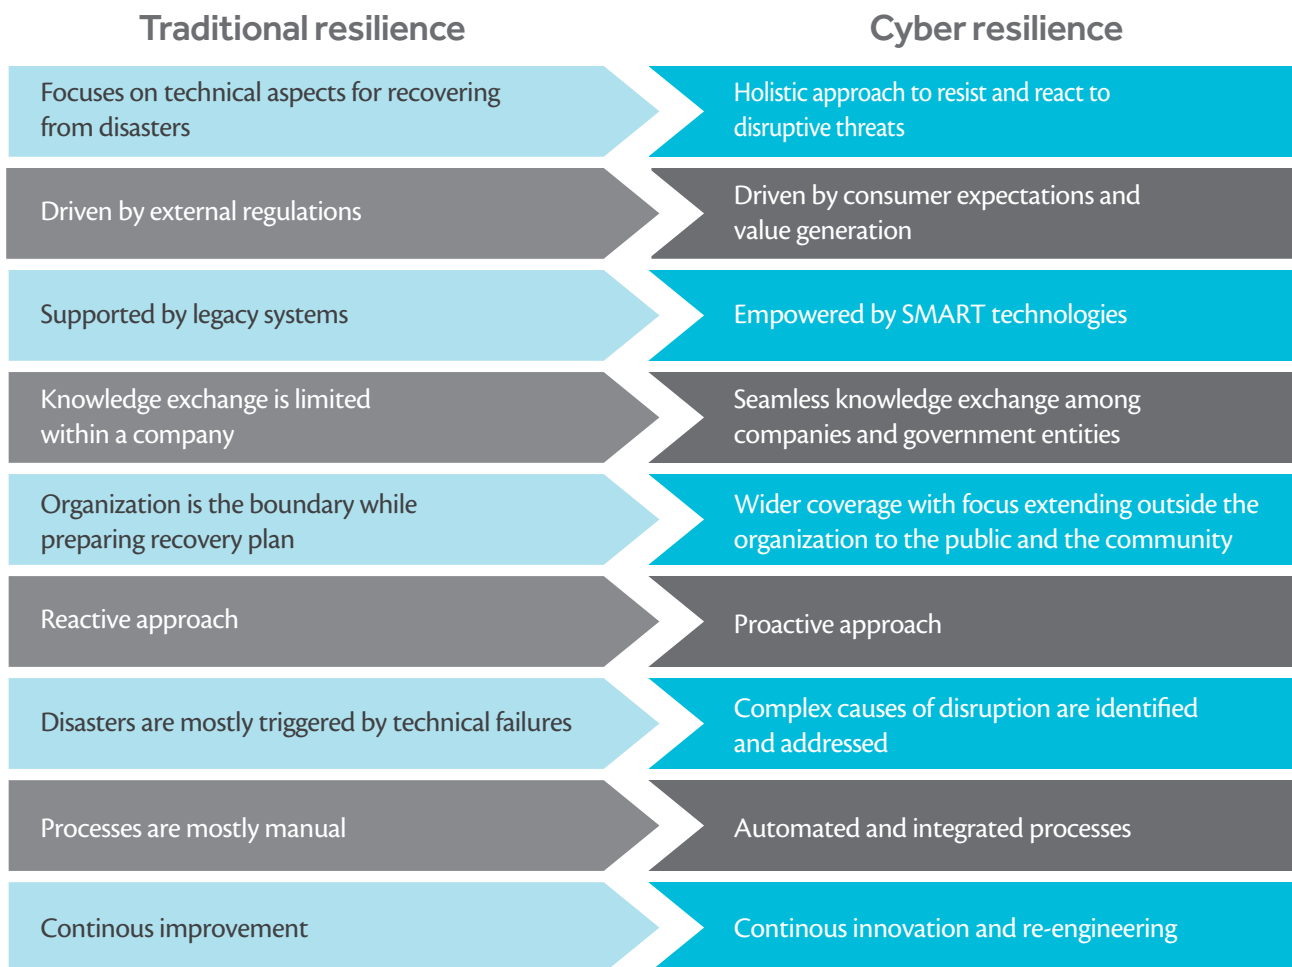 Traditional resilience
Cyber resilience
Focuses on technical aspects for recovering
from disasters
Holistic approach to resist and react to
disruptive threats
Driven by external regulations
Driven by consumer expectations and
value generation
Supported by legacy systems
Empowered by SMART technologies
Knowledge exchange is limited
within a company
Seamless knowledge exchange among
companies and government entities
Organization is the boundary while
preparing recovery plan
Wider coverage with focus extending outside the
organization to the public and the community
Reactive approach
Proactive approach
Disasters are mostly triggered by technical failures
Complex causes of disruption are identified
and addressed
Processes are mostly manual
Automated and integrated processes
Continous improvement
Continous innovation and re-engineering